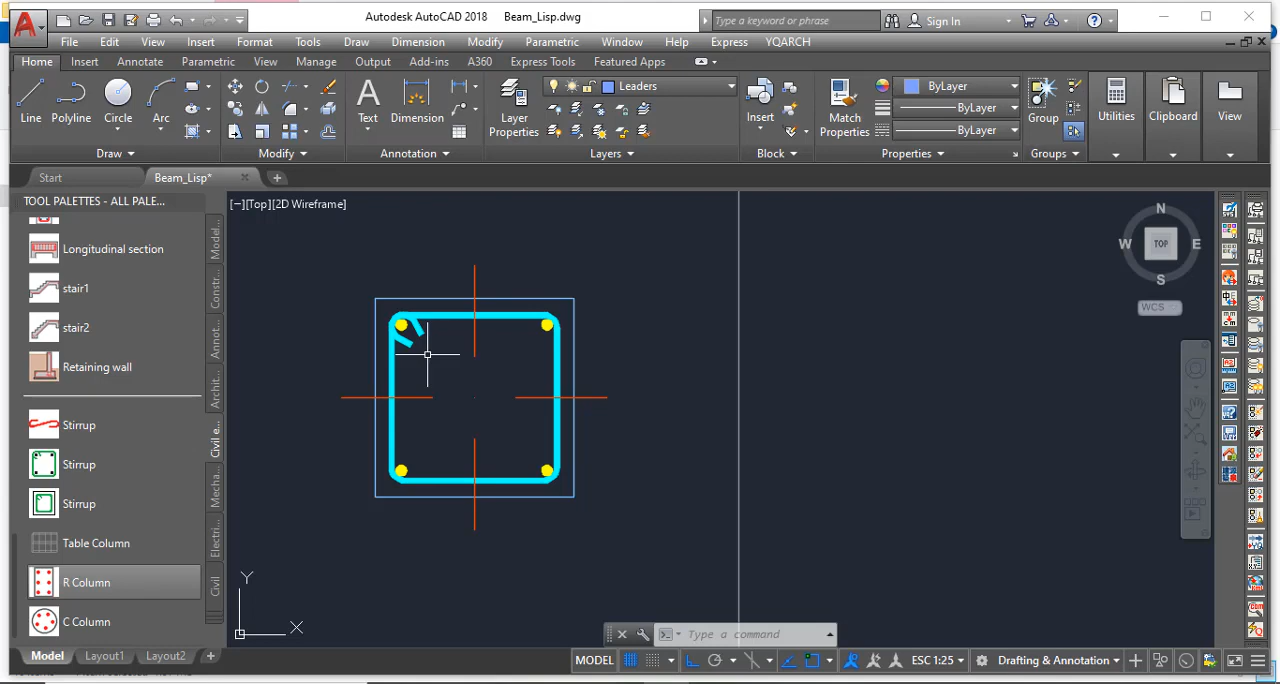 Autodesk AutoCAD 2018 Beam_Lisp.dwg
Type a keyword or phrase
Sign In
File Edit View Insert Format Tools Draw Dimension Modify Parametric Window Help Express YQARCH
Home Insert Annotate Parametric View Manage Output Add-ins A360 Express Tools Featured Apps
Line Polyline Circle Arc
Text Dimension
Layer Properties
Leaders
Insert
Match Properties
ByLayer
ByLayer
ByLayer
Group
Utilities Clipboard View
Draw Modify Annotation Layers Block Properties Groups
Start Beam_Lisp*
TOOL PALETTES - ALL PALE...
[−][Top][2D Wireframe]
Longitudinal section
stair1
stair2
Retaining wall
Stirrup
Stirrup
Stirrup
Table Column
R Column
C Column
Model...
Constr...
Annot...
Archit...
Civil e...
Mecha...
Electri...
Civil
N
W TOP E
S
WCS
Y
X
Type a command
Model Layout1 Layout2
MODEL ESC 1:25 Drafting & Annotation